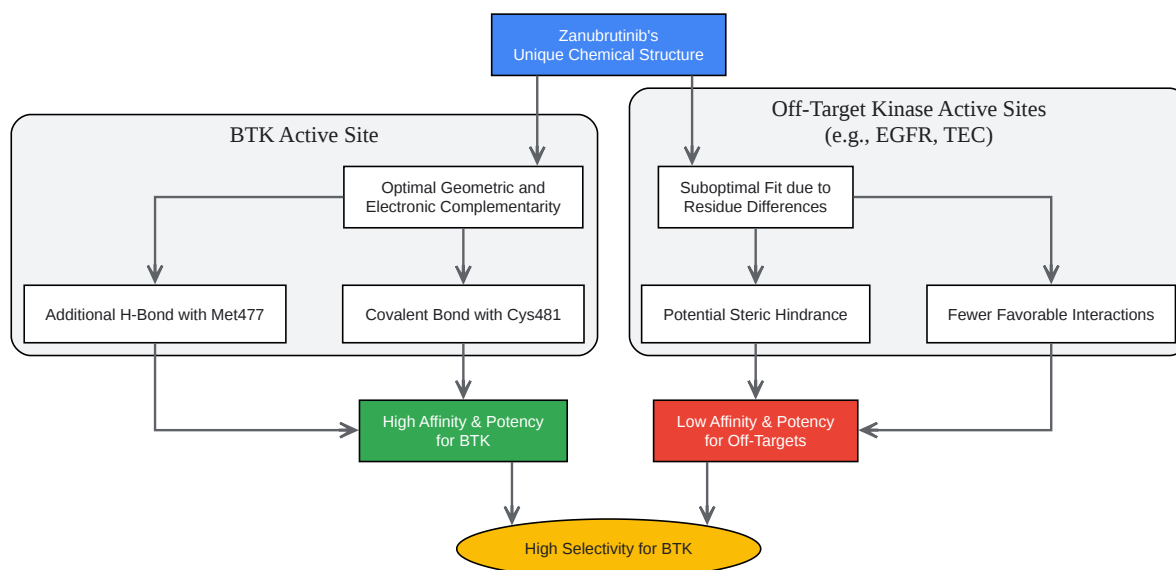 Zanubrutinib's
Unique Chemical Structure
BTK Active Site
Off-Target Kinase Active Sites
(e.g., EGFR, TEC)
Optimal Geometric and
Electronic Complementarity
Suboptimal Fit due to
Residue Differences
Additional H-Bond with Met477
Covalent Bond with Cys481
Potential Steric Hindrance
Fewer Favorable Interactions
High Affinity & Potency
for BTK
Low Affinity & Potency
for Off-Targets
High Selectivity for BTK